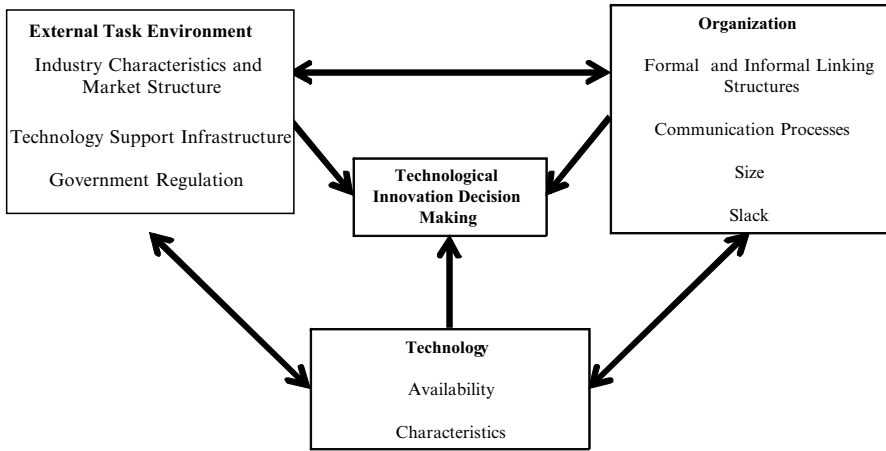 External Task Environment
Industry Characteristics and
Market Structure
Technology Support Infrastructure
Government Regulation
Organization
Formal and Informal Linking
Structures
Communication Processes
Size
Slack
Technological
Innovation Decision
Making
Technology
Availability
Characteristics